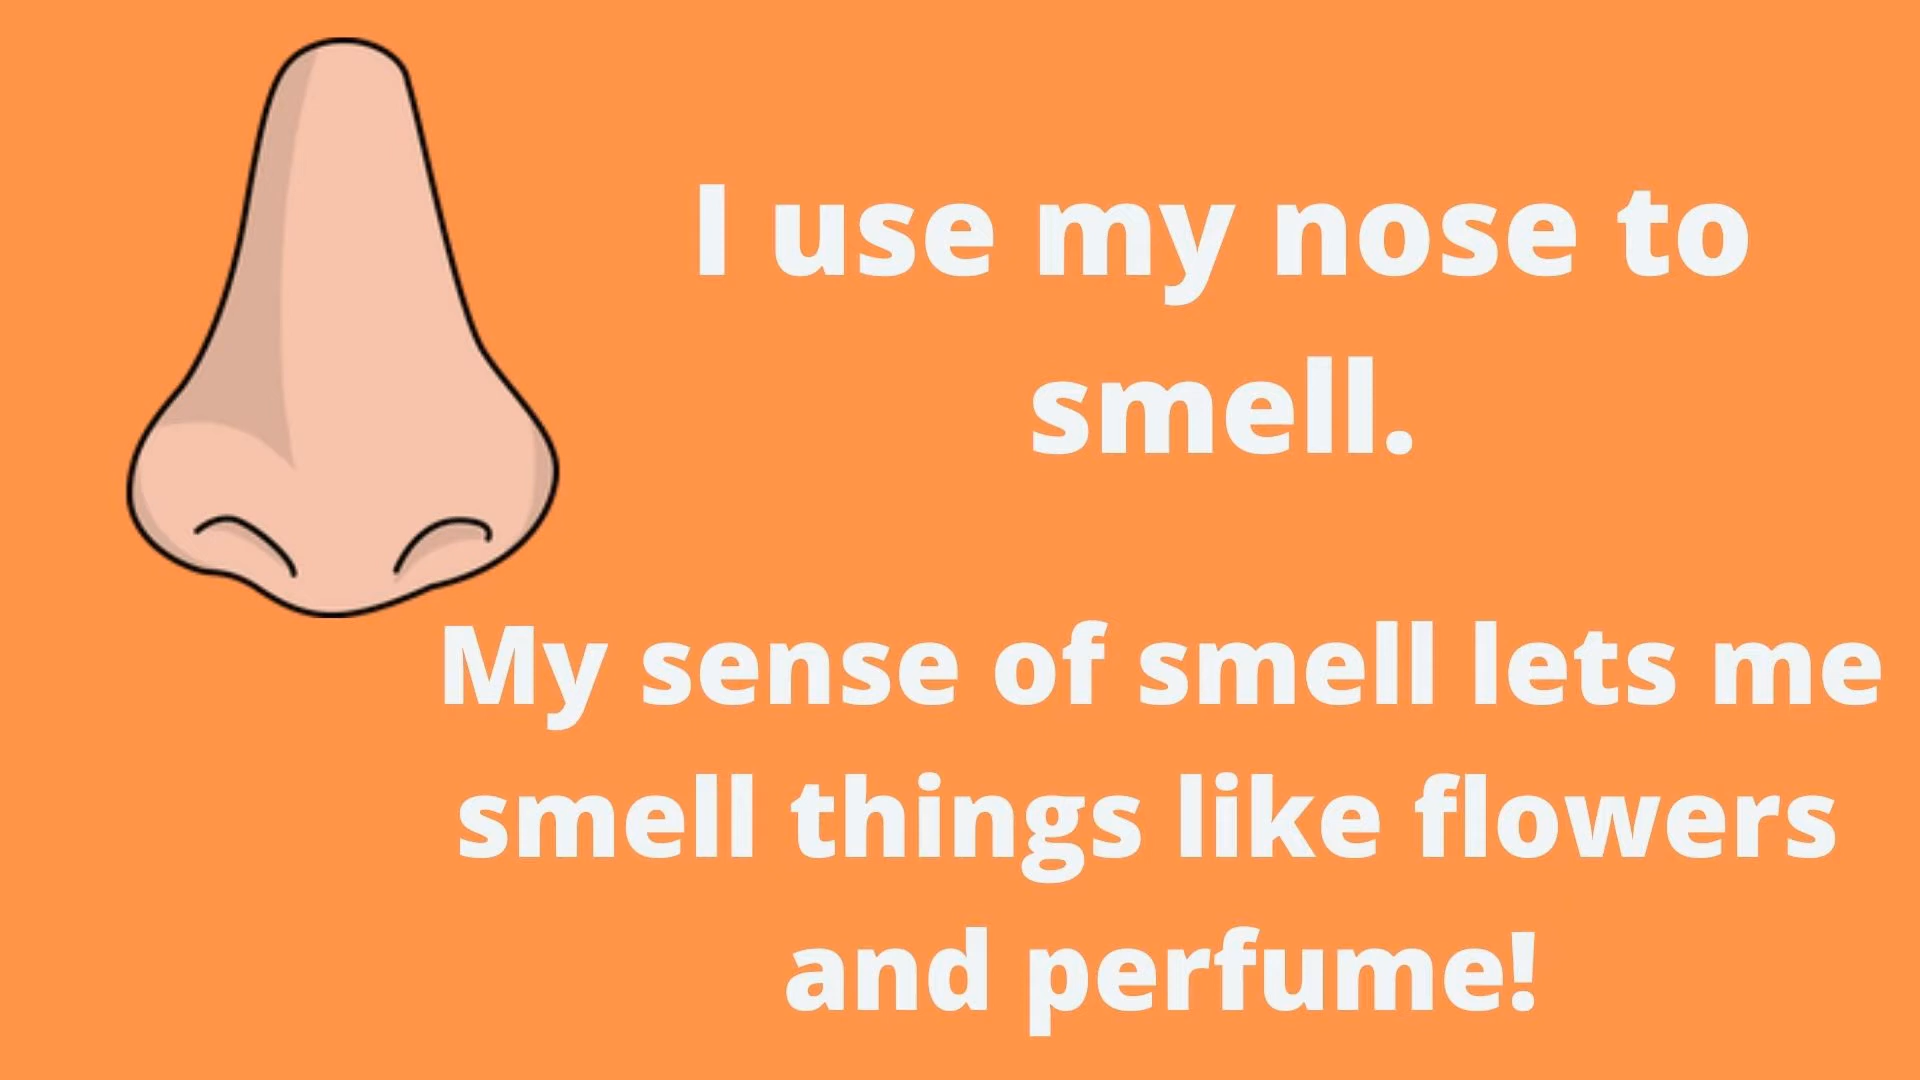 I use my nose to
smell.
My sense of smell lets me
smell things like flowers
and perfume!